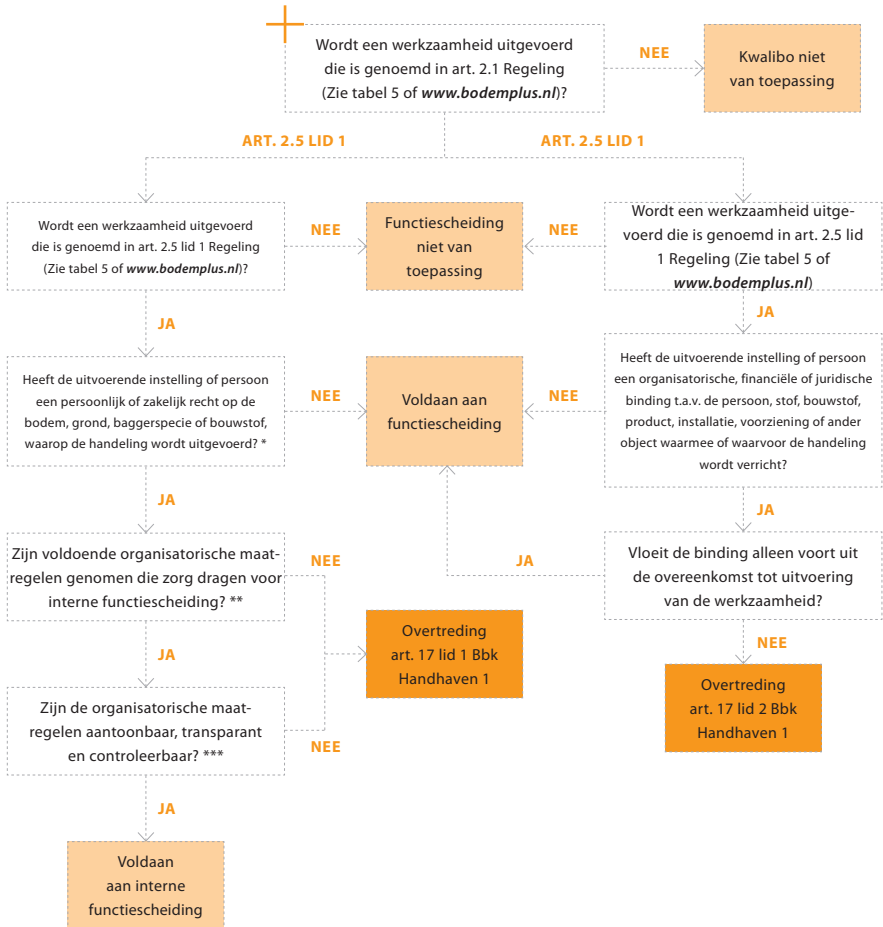 Wordt een werkzaamheid uitgevoerd
die is genoemd in art. 2.1 Regeling
(Zie tabel 5 of www.bodemplus.nl)?
NEE
Kwalibo niet
van toepassing
ART. 2.5 LID 1
ART. 2.5 LID 1
Wordt een werkzaamheid uitgevoerd
die is genoemd in art. 2.5 lid 1 Regeling
(Zie tabel 5 of www.bodemplus.nl)?
NEE
Functiescheiding
niet van
toepassing
NEE
Wordt een werkzaamheid uitge-
voerd die is genoemd in art. 2.5 lid
1 Regeling (Zie tabel 5 of
www.bodemplus.nl)
JA
JA
Heeft de uitvoerende instelling of persoon
een persoonlijk of zakelijk recht op de
bodem, grond, baggerspecie of bouwstof,
waarop de handeling wordt uitgevoerd? *
NEE
Voldaan aan
functiescheiding
NEE
Heeft de uitvoerende instelling of persoon
een organisatorische, financiële of juridische
binding t.a.v. de persoon, stof, bouwstof,
product, installatie, voorziening of ander
object waarmee of waarvoor de handeling
wordt verricht?
JA
JA
Zijn voldoende organisatorische maat-
regelen genomen die zorg dragen voor
interne functiescheiding? **
NEE
JA
Vloeit de binding alleen voort uit
de overeenkomst tot uitvoering
van de werkzaamheid?
JA
Overtreding
art. 17 lid 1 Bbk
Handhaven 1
NEE
Overtreding
art. 17 lid 2 Bbk
Handhaven 1
Zijn de organisatorische maat-
regelen aantoonbaar, transparant
en controleerbaar? ***
NEE
JA
Voldaan
aan interne
functiescheiding